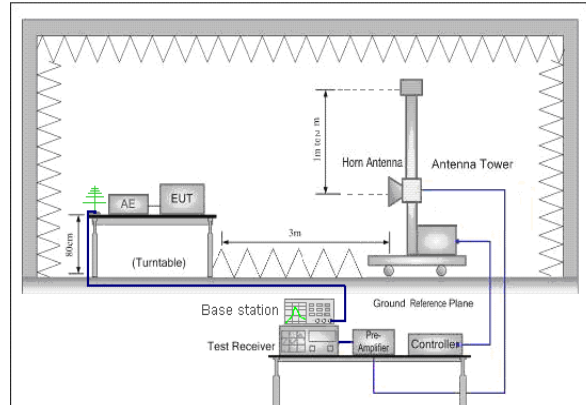 1m to 4 m
Horn Antenna
Antenna Tower
AE
EUT
80cm
(Turntable)
3m
Ground Reference Plane
Base station
Test Receiver
Pre-
Amplifier
Controller